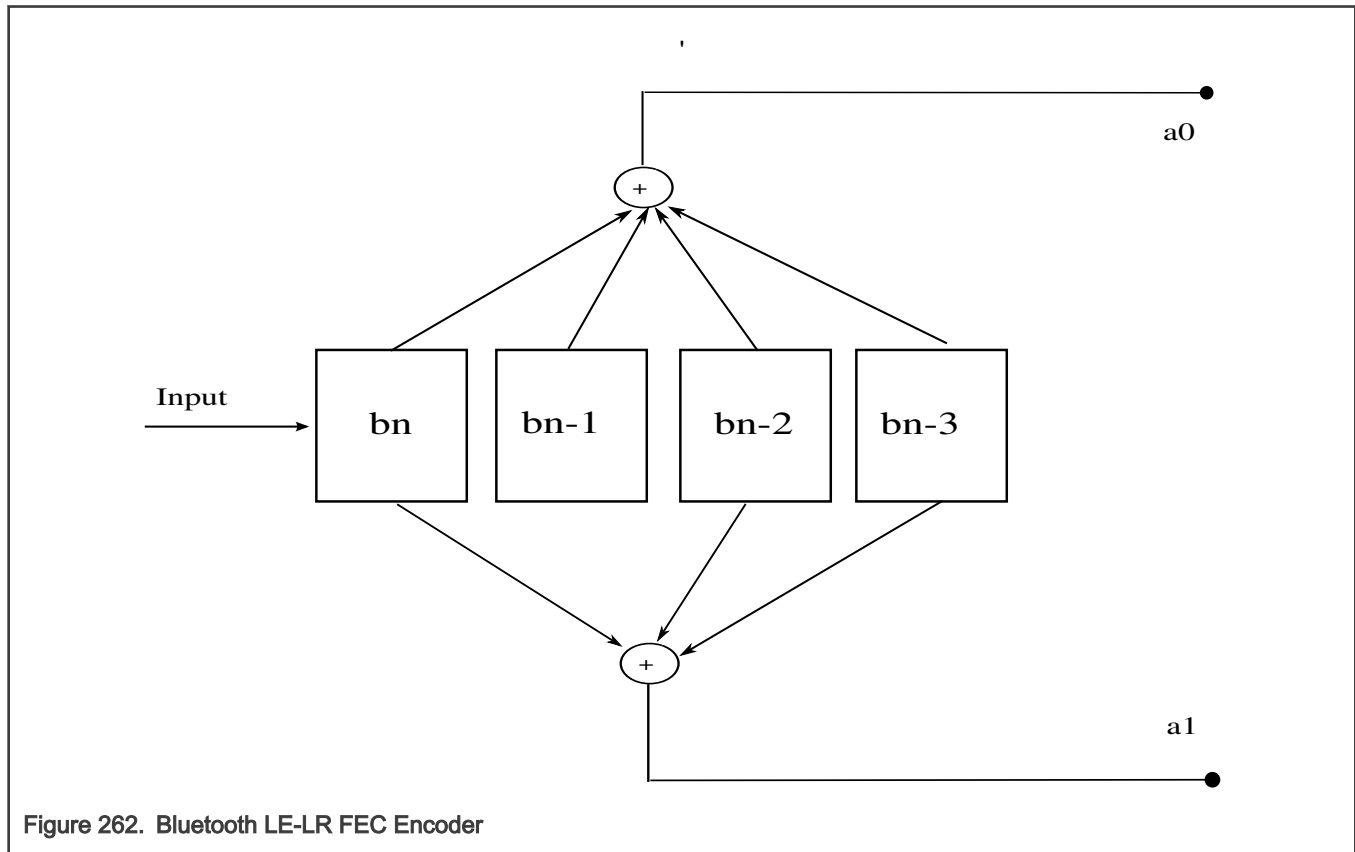 '
a0
+
Input
bn bn-1 bn-2 bn-3
+
a1
Figure 262. Bluetooth LE-LR FEC Encoder